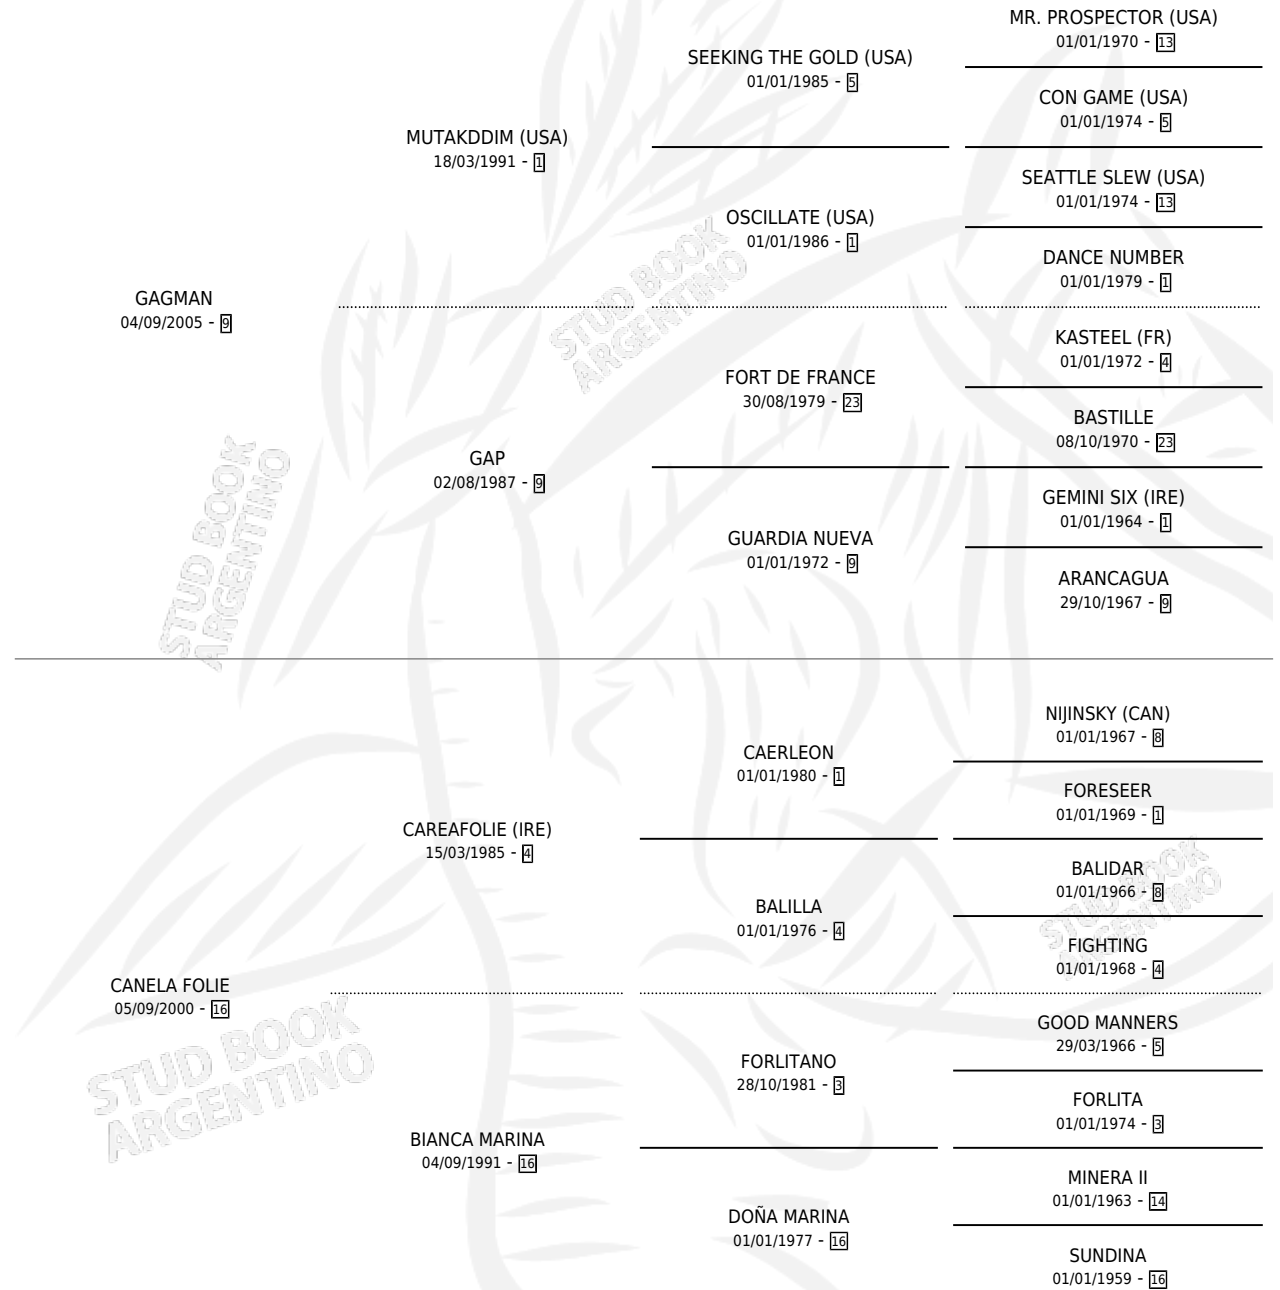 MR. PROSPECTOR (USA)
01/01/1970 - 13
SEEKING THE GOLD (USA)
01/01/1985 - 5
CON GAME (USA)
01/01/1974 - 5
MUTAKDDIM (USA)
18/03/1991 - 1
SEATTLE SLEW (USA)
01/01/1974 - 13
OSCILLATE (USA)
01/01/1986 - 1
DANCE NUMBER
01/01/1979 - 1
GAGMAN
04/09/2005 - 9
KASTEEL (FR)
01/01/1972 - 4
FORT DE FRANCE
30/08/1979 - 23
BASTILLE
08/10/1970 - 23
GAP
02/08/1987 - 9
GEMINI SIX (IRE)
01/01/1964 - 1
GUARDIA NUEVA
01/01/1972 - 9
ARANCAGUA
29/10/1967 - 9
NIJINSKY (CAN)
01/01/1967 - 8
CAERLEON
01/01/1980 - 1
FORESEER
01/01/1969 - 1
CAREAFOLIE (IRE)
15/03/1985 - 4
BALIDAR
01/01/1966 - 8
BALILLA
01/01/1976 - 4
FIGHTING
01/01/1968 - 4
CANELA FOLIE
05/09/2000 - 16
GOOD MANNERS
29/03/1966 - 5
FORLITANO
28/10/1981 - 3
FORLITA
01/01/1974 - 3
BIANCA MARINA
04/09/1991 - 16
MINERA II
01/01/1963 - 14
DOÑA MARINA
01/01/1977 - 16
SUNDINA
01/01/1959 - 16
STUD BOOK
ARGENTINO
STUD BOOK
ARGENTINO
STUD BOOK
ARGENTINO
STUD BOOK
ARGENTINO